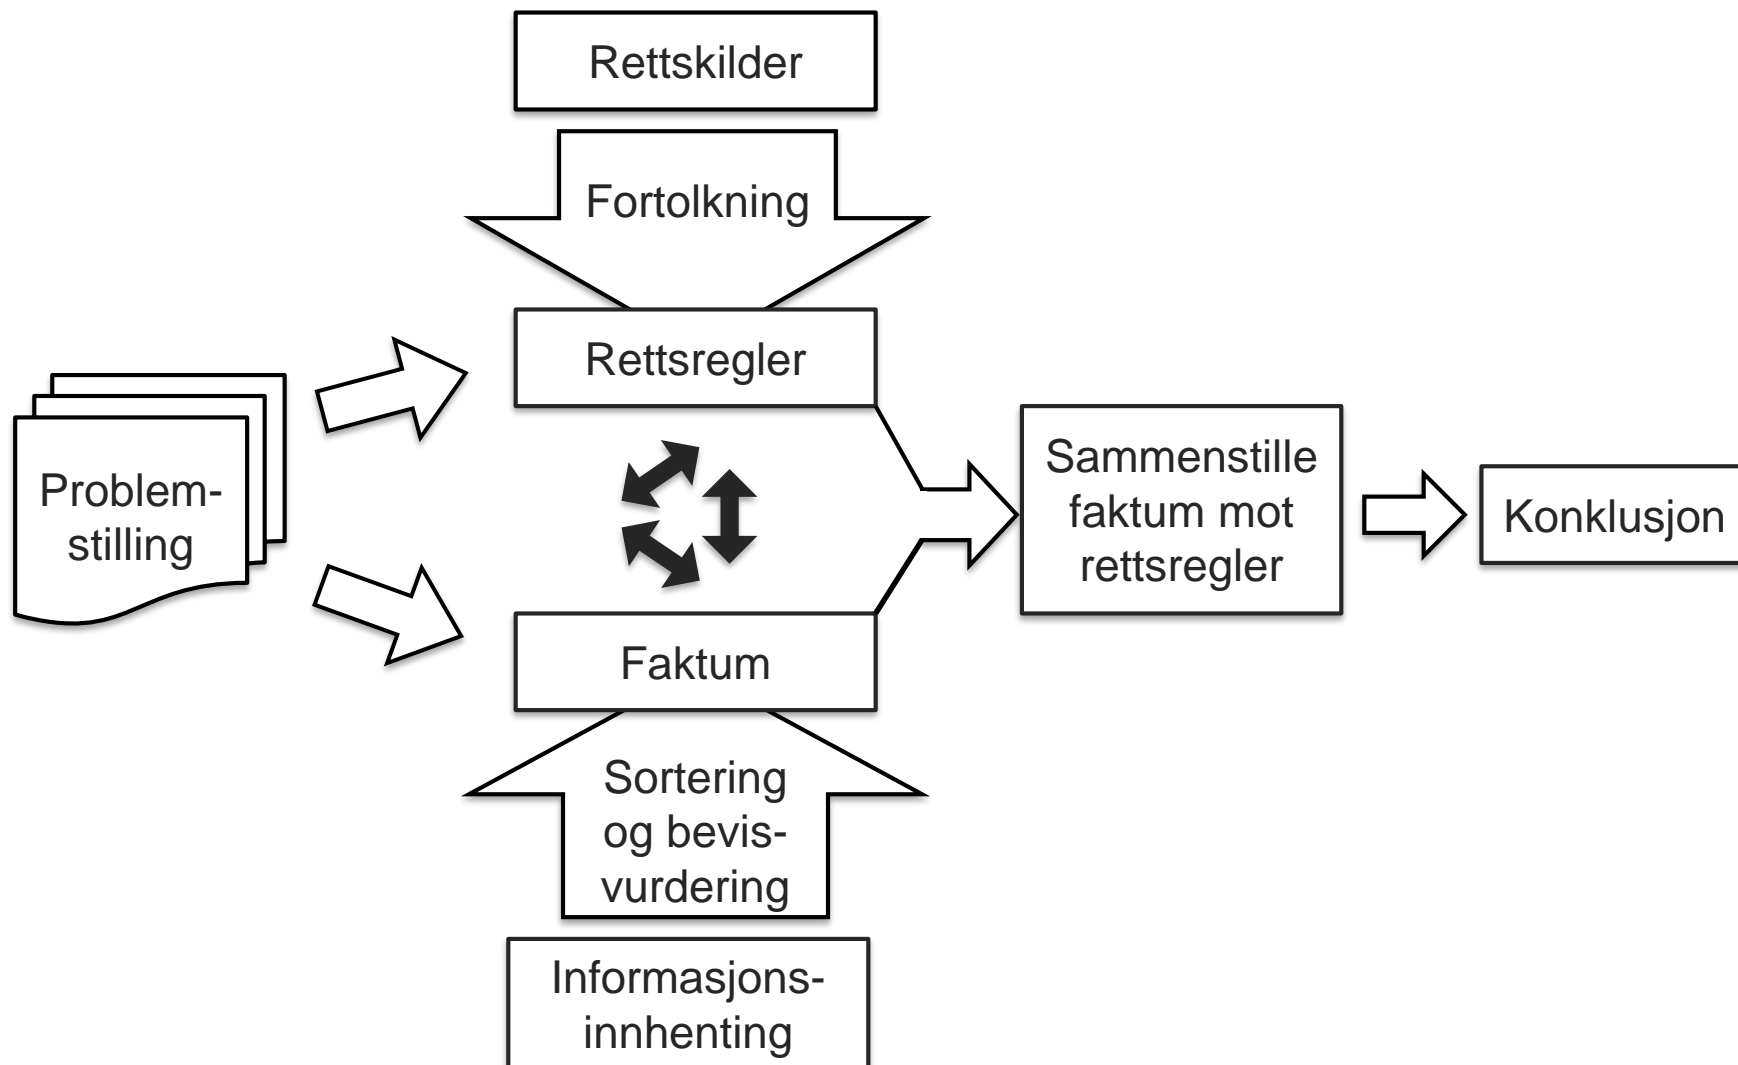 Rettskilder
Fortolkning
Rettsregler
Problem-
stilling
Sammenstille
faktum mot
rettsregler
Konklusjon
Faktum
Sortering
og bevis-
vurdering
Informasjons-
innhenting